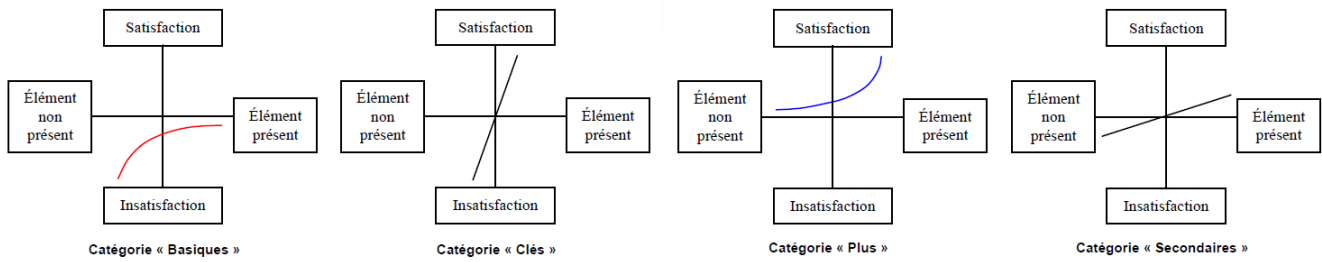 Satisfaction
Élément
non
présent
Élément
présent
Insatisfaction
Catégorie « Basiques »
Satisfaction
Élément
non
présent
Élément
présent
Insatisfaction
Catégorie « Clés »
Satisfaction
Élément
non
présent
Élément
présent
Insatisfaction
Catégorie « Plus »
Satisfaction
Élément
non
présent
Élément
présent
Insatisfaction
Catégorie « Secondaires »